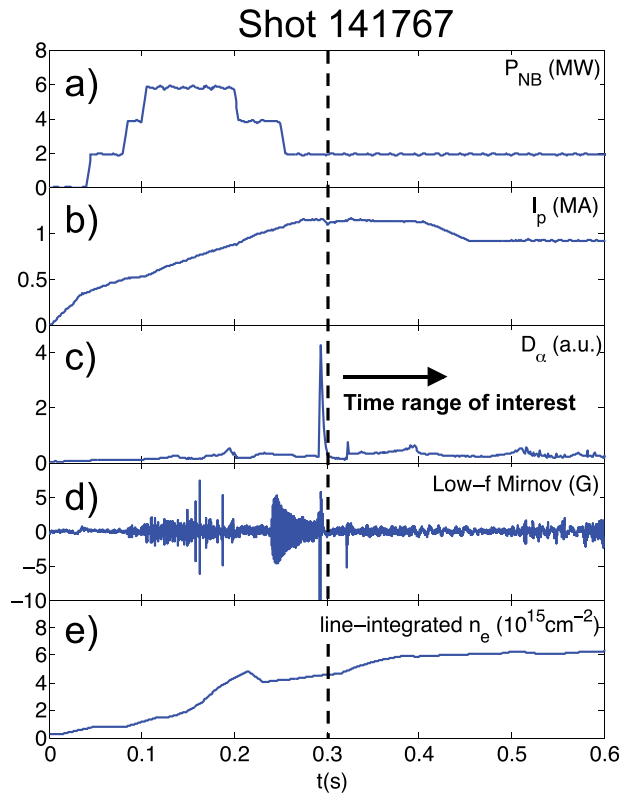 Shot 141767
8
a)
P_NB (MW)
6
4
2
0
b)
I_p (MA)
1
0.5
0
c)
D_α (a.u.)
4
Time range of interest
2
0
d)
Low−f Mirnov (G)
5
0
−5
−10
e)
line−integrated n_e (10^15cm^−2)
8
6
4
2
0
0 0.1 0.2 0.3 0.4 0.5 0.6
t(s)